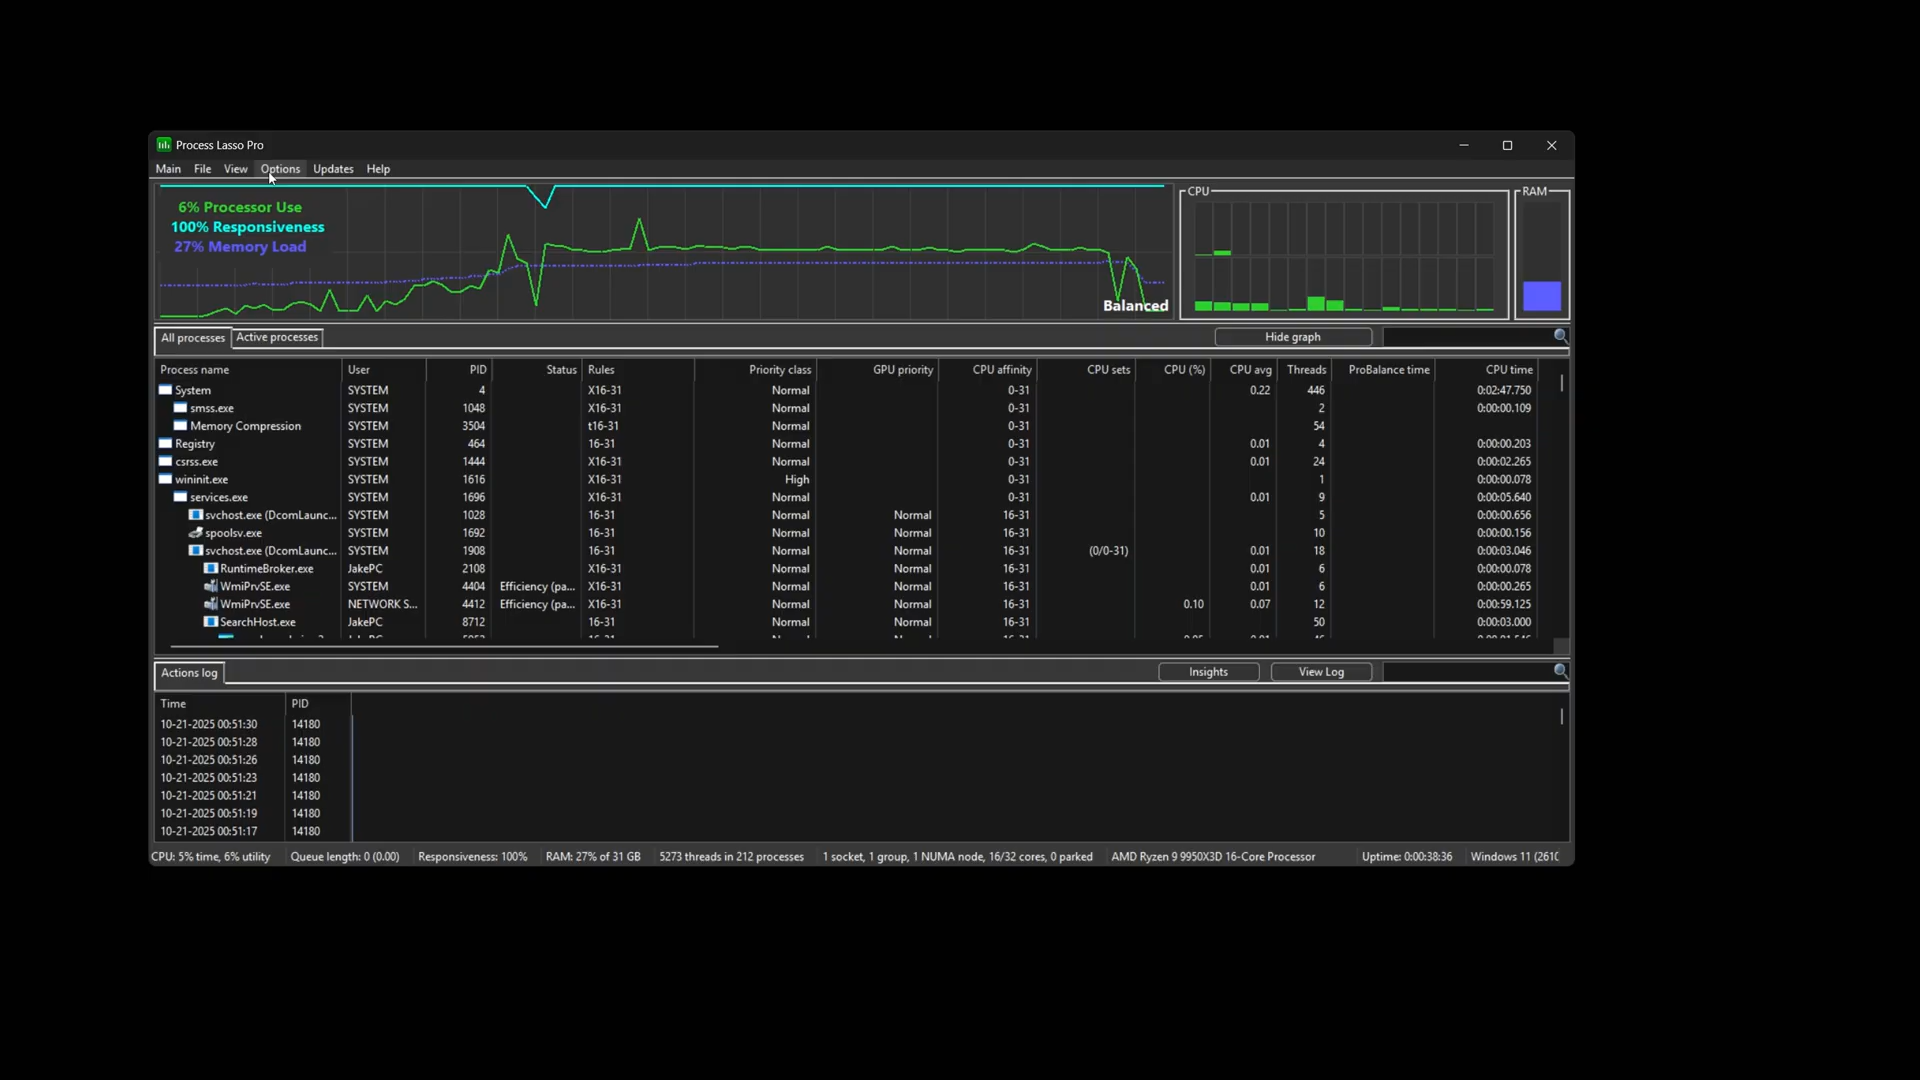 Process Lasso Pro
Main File View Options Updates Help
6% Processor Use
100% Responsiveness
27% Memory Load
Balanced
CPU
RAM
All processes Active processes Hide graph
Process name User PID Status Rules Priority class GPU priority CPU affinity CPU sets CPU (%) CPU avg Threads ProBalance time CPU time
System SYSTEM 4 X16-31 Normal 0-31 0.22 446 0:02:47.750
smss.exe SYSTEM 1048 X16-31 Normal 0-31 2 0:00:00.109
Memory Compression SYSTEM 3504 t16-31 Normal 0-31 54
Registry SYSTEM 464 16-31 Normal 0-31 0.01 4 0:00:00.203
csrss.exe SYSTEM 1444 X16-31 Normal 0-31 0.01 24 0:00:02.265
wininit.exe SYSTEM 1616 X16-31 High 0-31 1 0:00:00.078
services.exe SYSTEM 1696 X16-31 Normal 0-31 0.01 9 0:00:05.640
svchost.exe (DcomLaunc... SYSTEM 1028 16-31 Normal Normal 16-31 5 0:00:00.656
spoolsv.exe SYSTEM 1692 16-31 Normal Normal 16-31 10 0:00:00.156
svchost.exe (DcomLaunc... SYSTEM 1908 16-31 Normal Normal 16-31 (0/0-31) 0.01 18 0:00:03.046
RuntimeBroker.exe JakePC 2108 X16-31 Normal Normal 16-31 0.01 6 0:00:00.078
WmiPrvSE.exe SYSTEM 4404 Efficiency (pa... X16-31 Normal Normal 16-31 0.01 6 0:00:00.265
WmiPrvSE.exe NETWORK S... 4412 Efficiency (pa... X16-31 Normal Normal 16-31 0.10 0.07 12 0:00:59.125
SearchHost.exe JakePC 8712 16-31 Normal Normal 16-31 50 0:00:03.000
Actions log Insights View Log
Time PID
10-21-2025 00:51:30 14180
10-21-2025 00:51:28 14180
10-21-2025 00:51:26 14180
10-21-2025 00:51:23 14180
10-21-2025 00:51:21 14180
10-21-2025 00:51:19 14180
10-21-2025 00:51:17 14180
CPU: 5% time, 6% utility Queue length: 0 (0.00) Responsiveness: 100% RAM: 27% of 31 GB 5273 threads in 212 processes 1 socket, 1 group, 1 NUMA node, 16/32 cores, 0 parked AMD Ryzen 9 9950X3D 16-Core Processor Uptime: 0:00:38:36 Windows 11